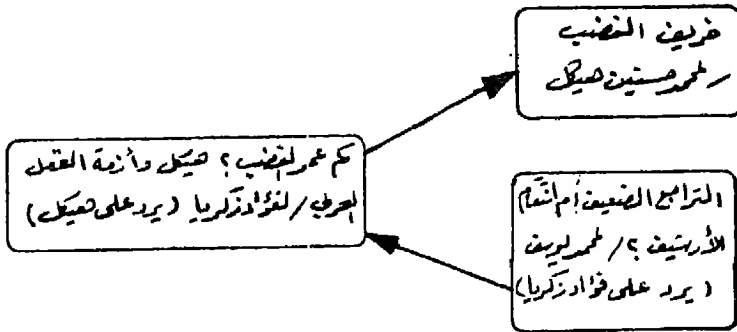 خريف الغضب
/ لمحمد حسنين هيكل
كم عمر الغضب؟ هيكل وأزمة العقل
العربي / لفؤاد زكريا (يرد على هيكل)
التراجع الضعيف أم انتقام
الأرشيف؟ / لمحمد يوسف
(يرد على فؤاد زكريا)